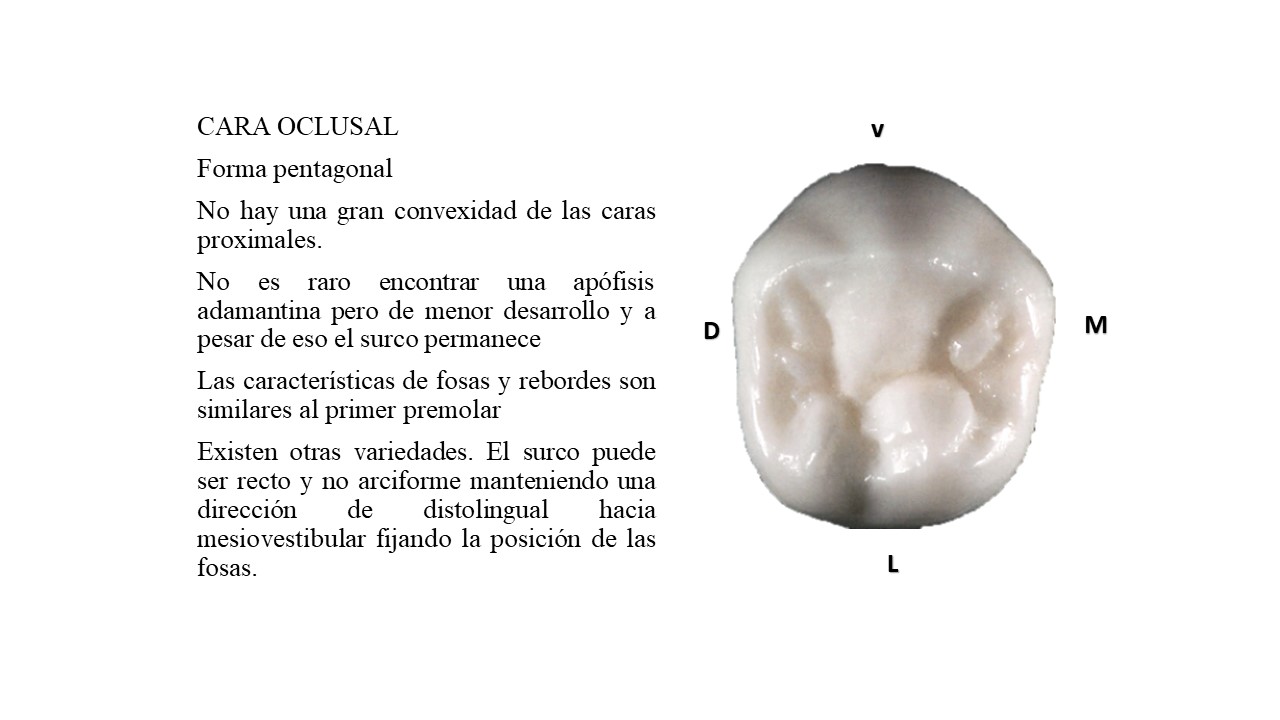 CARA OCLUSAL
Forma pentagonal
No hay una gran convexidad de las caras
proximales.
No es raro encontrar una apófisis
adamantina pero de menor desarrollo y a
pesar de eso el surco permanece
Las características de fosas y rebordes son
similares al primer premolar
Existen otras variedades. El surco puede
ser recto y no arciforme manteniendo una
dirección de distolingual hacia
mesiovestibular fijando la posición de las
fosas.
v
D
M
L